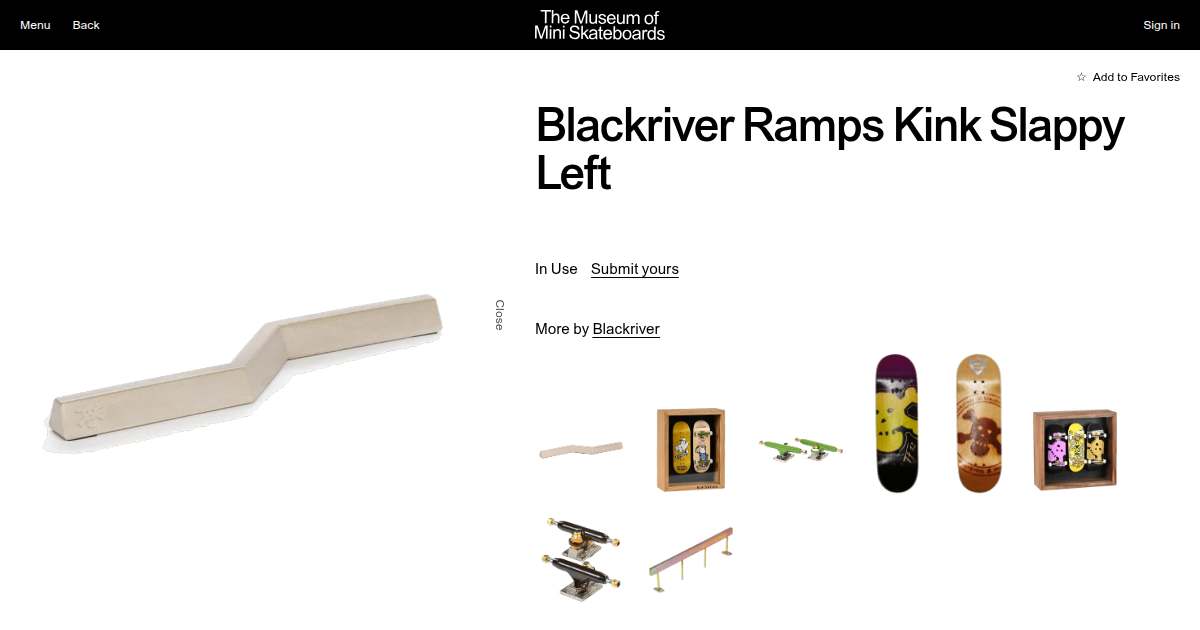 Menu
Back
The Museum of
Mini Skateboards
Sign in
☆ Add to Favorites
Blackriver Ramps Kink Slappy
Left
In Use
Submit yours
Close
More by Blackriver